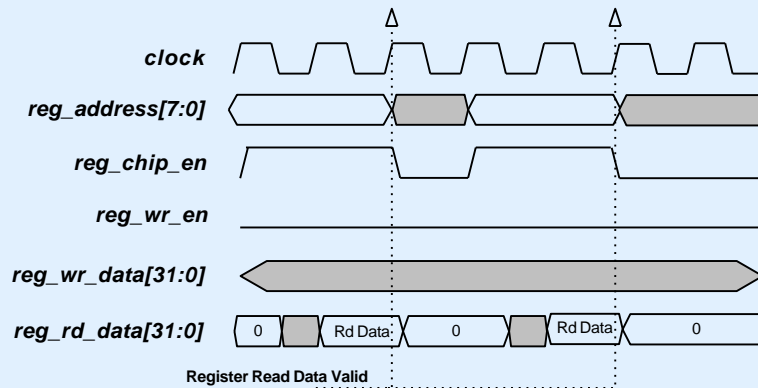 clock
reg_address[7:0]
reg_chip_en
reg_wr_en
reg_wr_data[31:0]
reg_rd_data[31:0] 0 Rd Data 0 Rd Data 0
Register Read Data Valid